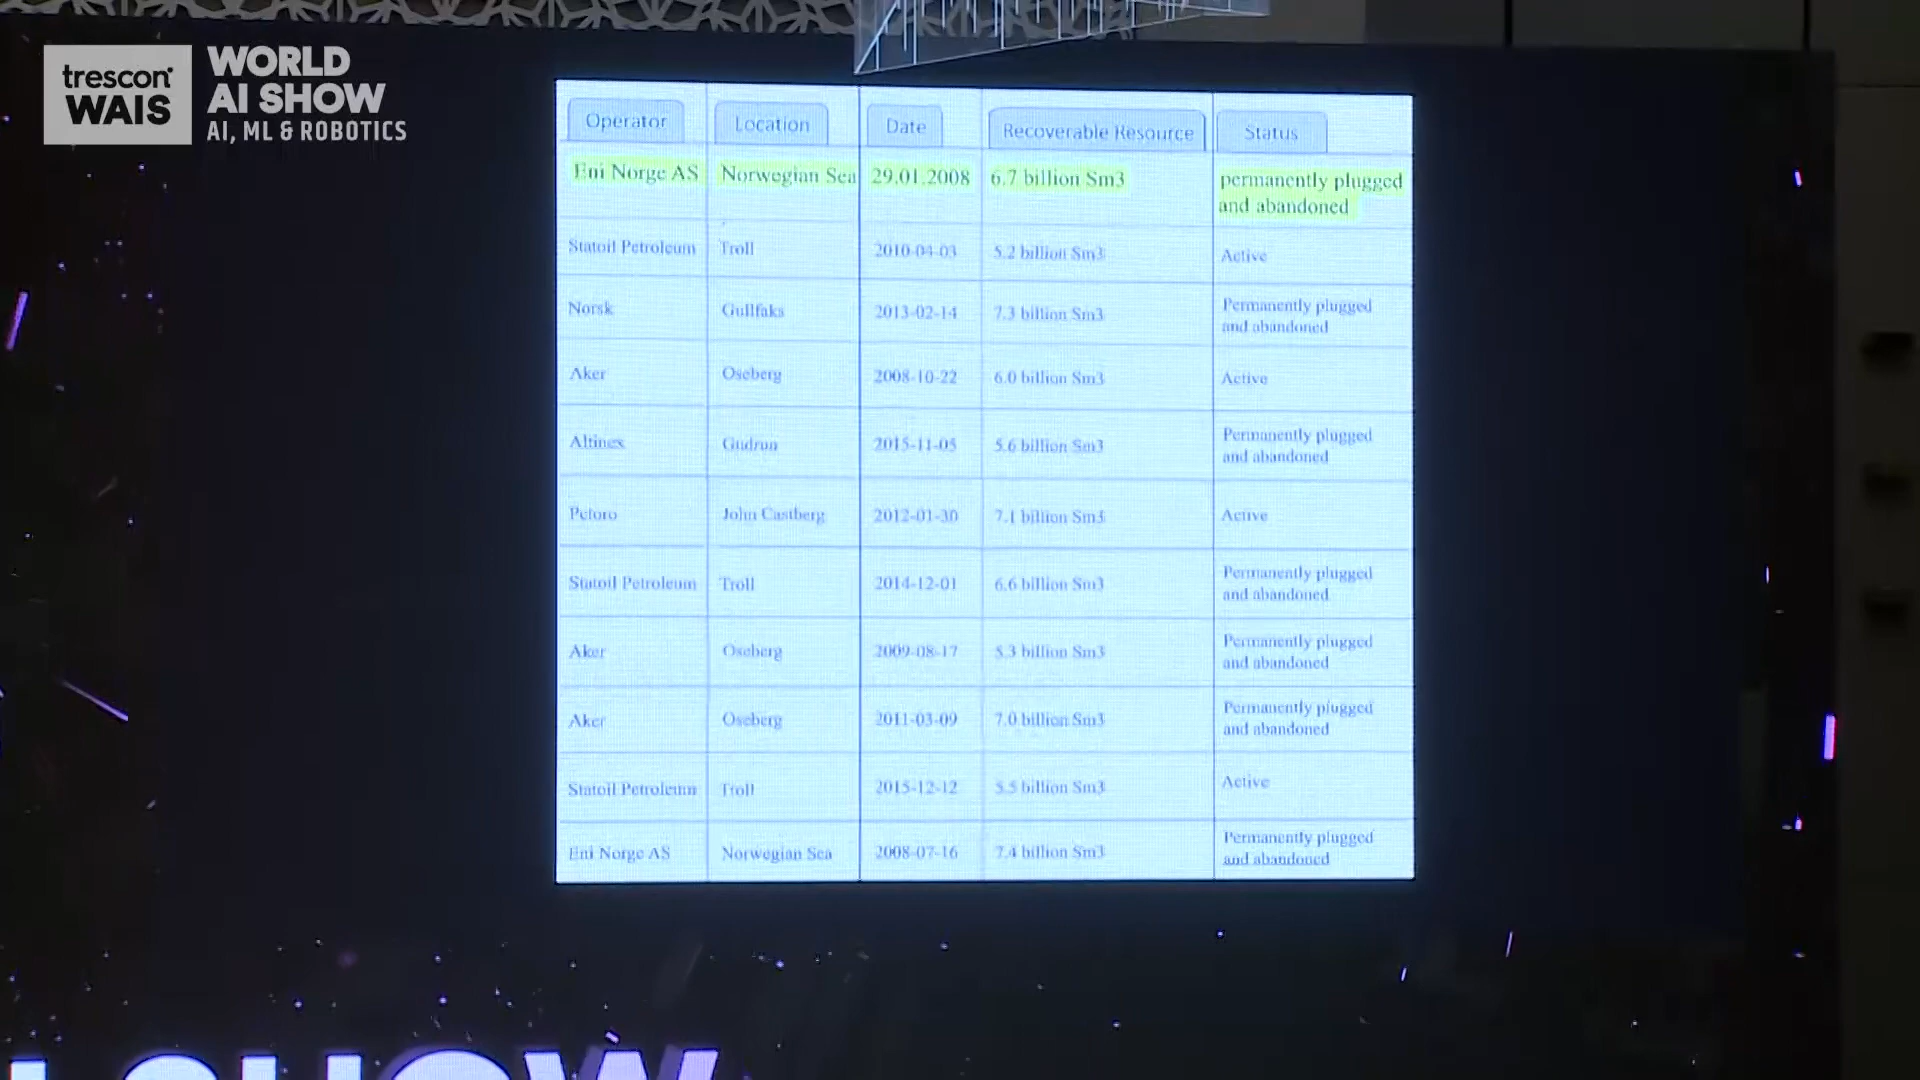 trescon
WAIS
WORLD
AI SHOW
AI, ML & ROBOTICS
Operator Location Date Recoverable Resource Status
Eni Norge AS Norwegian Sea 29.01.2008 6.7 billion Sm3 permanently plugged
and abandoned
Statoil Petroleum Troll 2010-04-03 5.2 billion Sm3 Active
Norsk Gullfaks 2013-02-14 7.3 billion Sm3 Permanently plugged
and abandoned
Aker Oseberg 2008-10-22 6.0 billion Sm3 Active
Altinex Gudrun 2015-11-05 5.6 billion Sm3 Permanently plugged
and abandoned
Petoro John Castberg 2012-01-30 7.1 billion Sm3 Active
Statoil Petroleum Troll 2014-12-01 6.6 billion Sm3 Permanently plugged
and abandoned
Aker Oseberg 2009-08-17 5.3 billion Sm3 Permanently plugged
and abandoned
Aker Oseberg 2011-03-09 7.0 billion Sm3 Permanently plugged
and abandoned
Statoil Petroleum Troll 2015-12-12 5.5 billion Sm3 Active
Eni Norge AS Norwegian Sea 2008-07-16 7.4 billion Sm3 Permanently plugged
and abandoned
SHOW